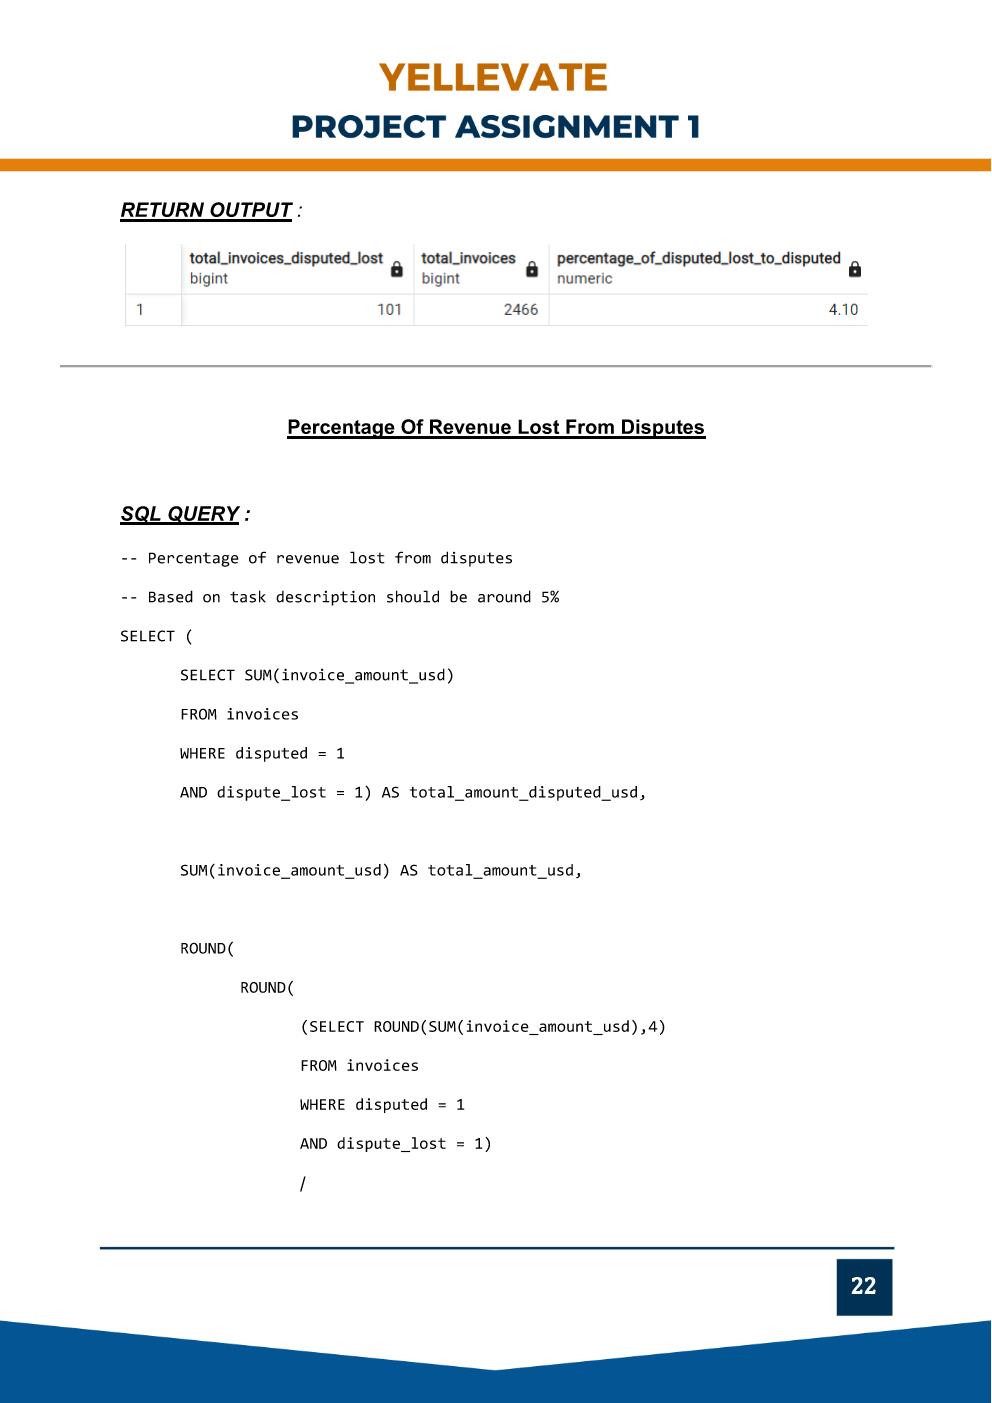 YELLEVATE
PROJECT ASSIGNMENT 1
RETURN OUTPUT :
total_invoices_disputed_lost total_invoices percentage_of_disputed_lost_to_disputed
bigint bigint numeric
1 101 2466 4.10
Percentage Of Revenue Lost From Disputes
SQL QUERY :
-- Percentage of revenue lost from disputes
-- Based on task description should be around 5%
SELECT (
SELECT SUM(invoice_amount_usd)
FROM invoices
WHERE disputed = 1
AND dispute_lost = 1) AS total_amount_disputed_usd,
SUM(invoice_amount_usd) AS total_amount_usd,
ROUND(
ROUND(
(SELECT ROUND(SUM(invoice_amount_usd),4)
FROM invoices
WHERE disputed = 1
AND dispute_lost = 1)
/
22